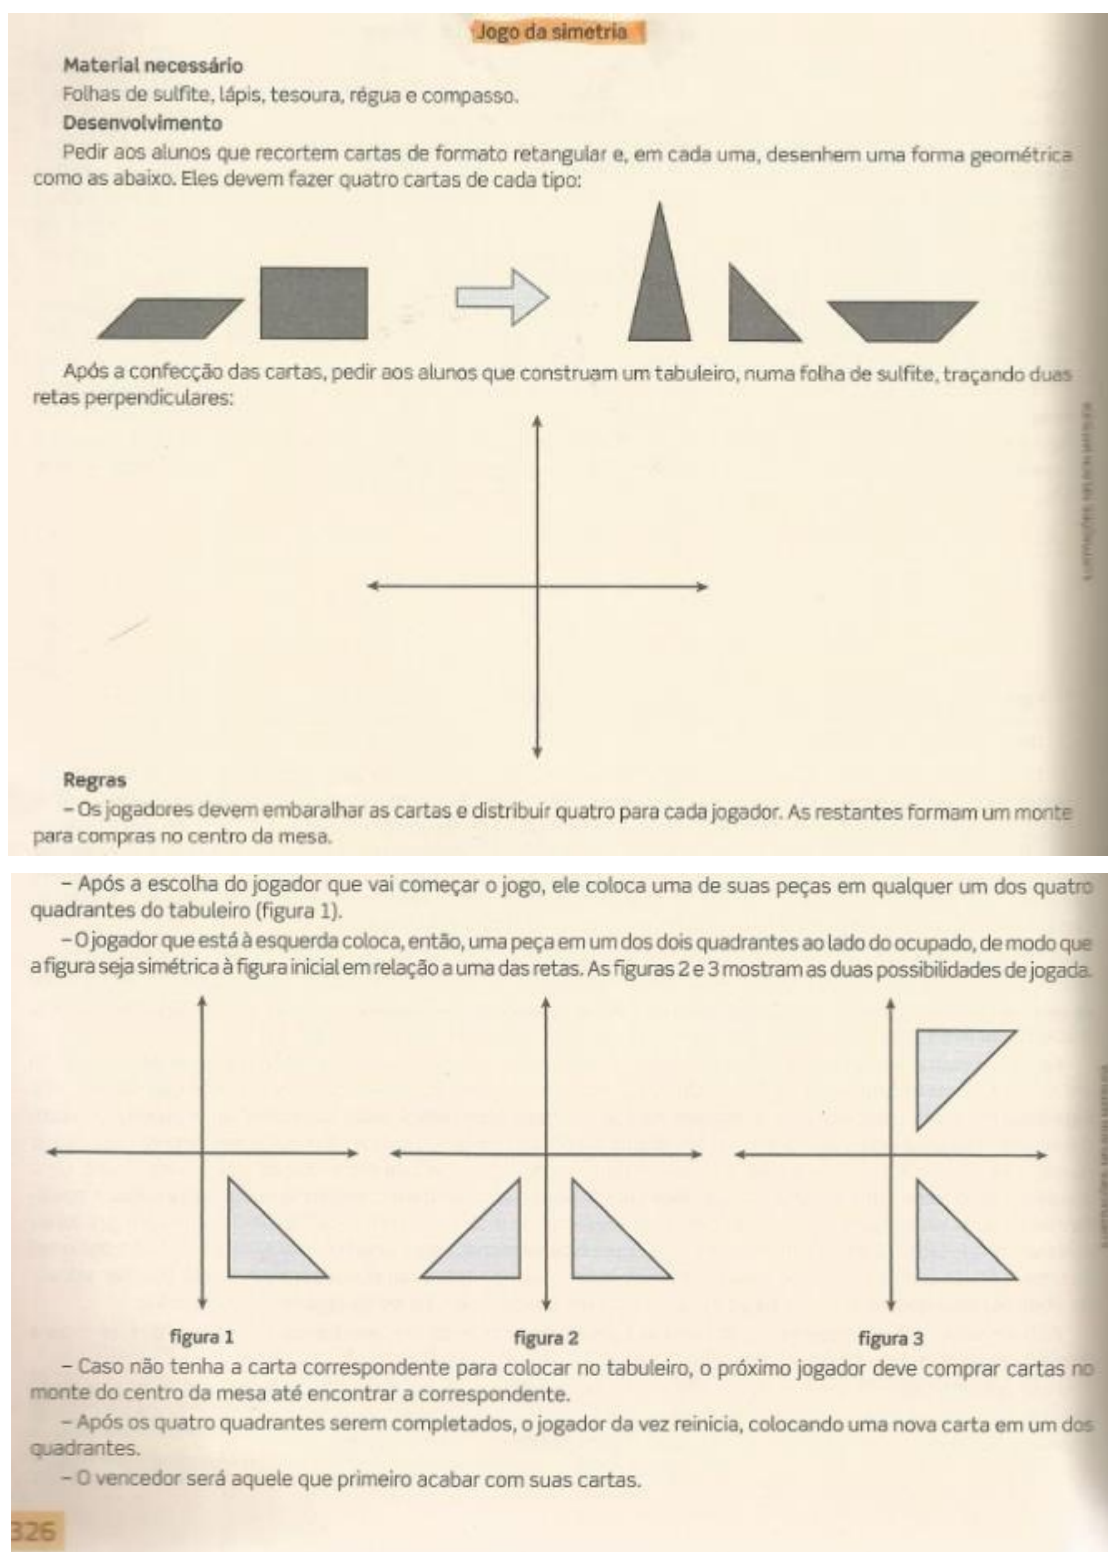 Jogo da simetria
Material necessário
Folhas de sulfite, lápis, tesoura, régua e compasso.
Desenvolvimento
Pedir aos alunos que recortem cartas de formato retangular e, em cada uma, desenhem uma forma geométrica
como as abaixo. Eles devem fazer quatro cartas de cada tipo:
Após a confecção das cartas, pedir aos alunos que construam um tabuleiro, numa folha de sulfite, traçando duas
retas perpendiculares:
Regras
– Os jogadores devem embaralhar as cartas e distribuir quatro para cada jogador. As restantes formam um monte
para compras no centro da mesa.
– Após a escolha do jogador que vai começar o jogo, ele coloca uma de suas peças em qualquer um dos quatro
quadrantes do tabuleiro (figura 1).
– O jogador que está à esquerda coloca, então, uma peça em um dos dois quadrantes ao lado do ocupado, de modo que
a figura seja simétrica à figura inicial em relação a uma das retas. As figuras 2 e 3 mostram as duas possibilidades de jogada.
figura 1 figura 2 figura 3
– Caso não tenha a carta correspondente para colocar no tabuleiro, o próximo jogador deve comprar cartas no
monte do centro da mesa até encontrar a correspondente.
– Após os quatro quadrantes serem completados, o jogador da vez reinicia, colocando uma nova carta em um dos
quadrantes.
– O vencedor será aquele que primeiro acabar com suas cartas.
326